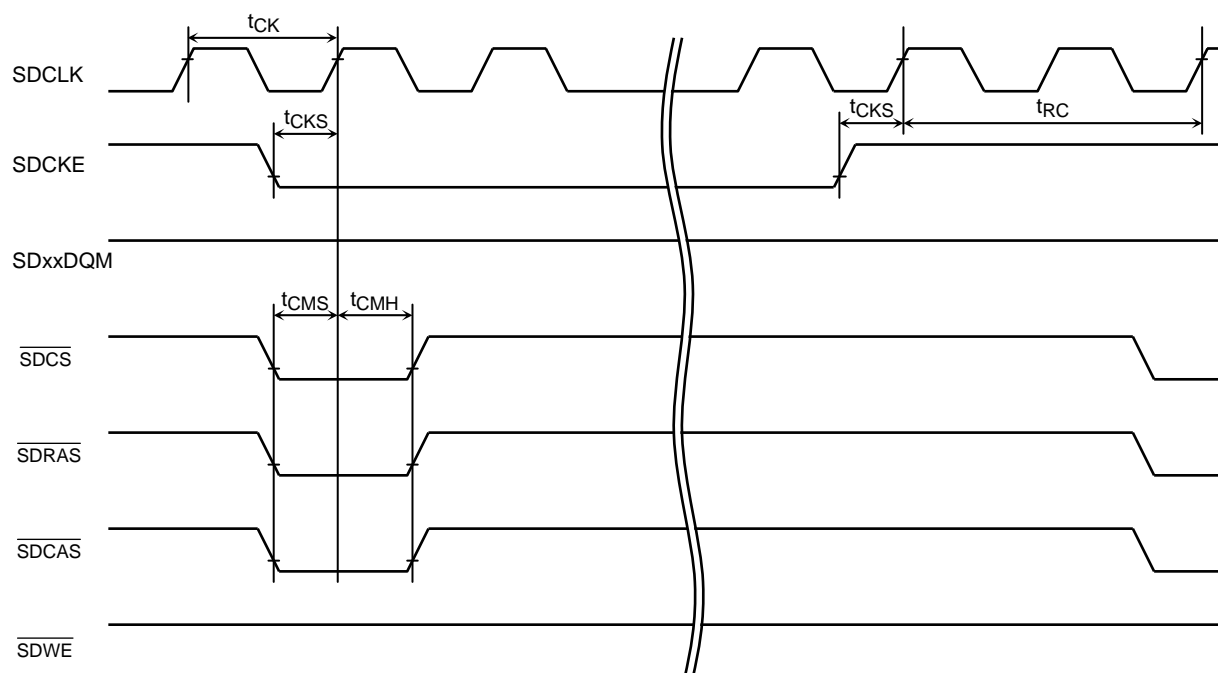 tCK
SDCLK
tCKS
tCKS
tRC
SDCKE
SDxxDQM
tCMS
tCMH
SDCS
SDRAS
SDCAS
SDWE